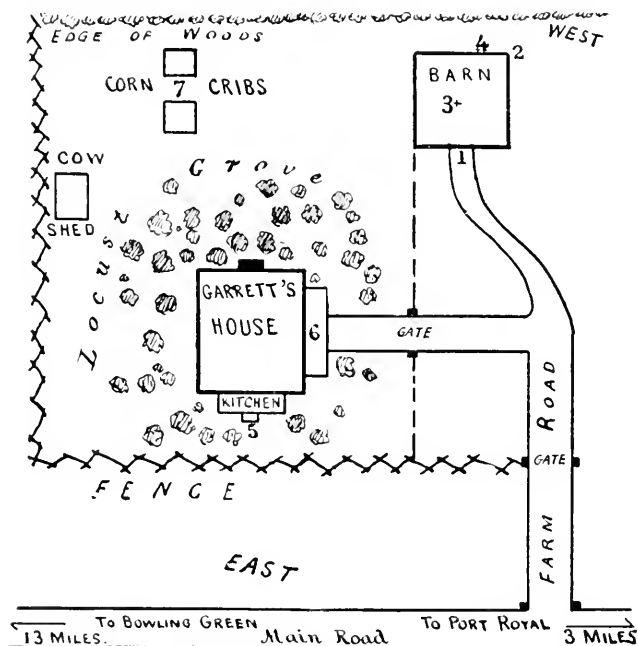 EDGE OF WOODS
WEST
4
2
BARN
3+
CORN 7 CRIBS
1
COW
SHED
Locust Grove
GARRETT'S
HOUSE
6
GATE
KITCHEN
5
ROAD
GATE
FENCE
FARM
EAST
TO BOWLING GREEN
TO PORT ROYAL
13 MILES.
Main Road
3 MILES